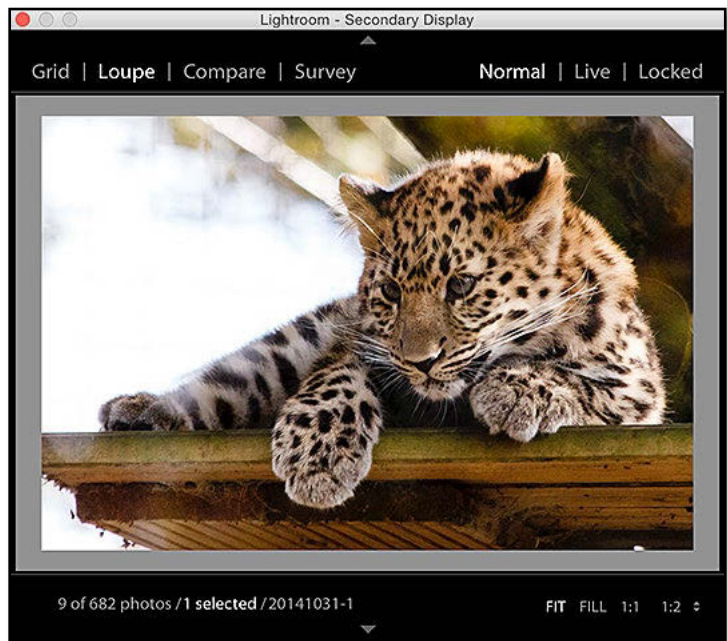 Lightroom - Secondary Display
Grid | Loupe | Compare | Survey Normal | Live | Locked
9 of 682 photos / 1 selected / 20141031-1 FIT FILL 1:1 1:2